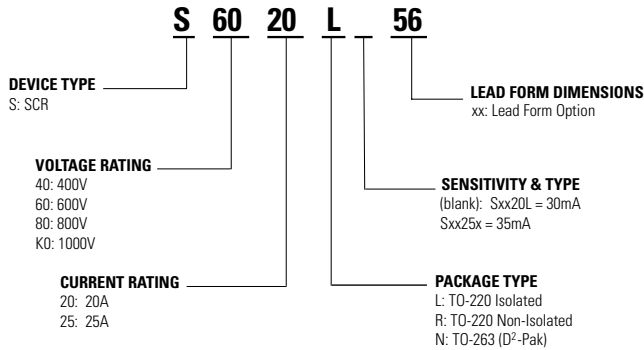 S 60 20 L _ 56
DEVICE TYPE
S: SCR
VOLTAGE RATING
40: 400V
60: 600V
80: 800V
K0: 1000V
CURRENT RATING
20: 20A
25: 25A
LEAD FORM DIMENSIONS
xx: Lead Form Option
SENSITIVITY & TYPE
(blank): Sxx20L = 30mA
Sxx25x = 35mA
PACKAGE TYPE
L: TO-220 Isolated
R: TO-220 Non-Isolated
N: TO-263 (D²-Pak)